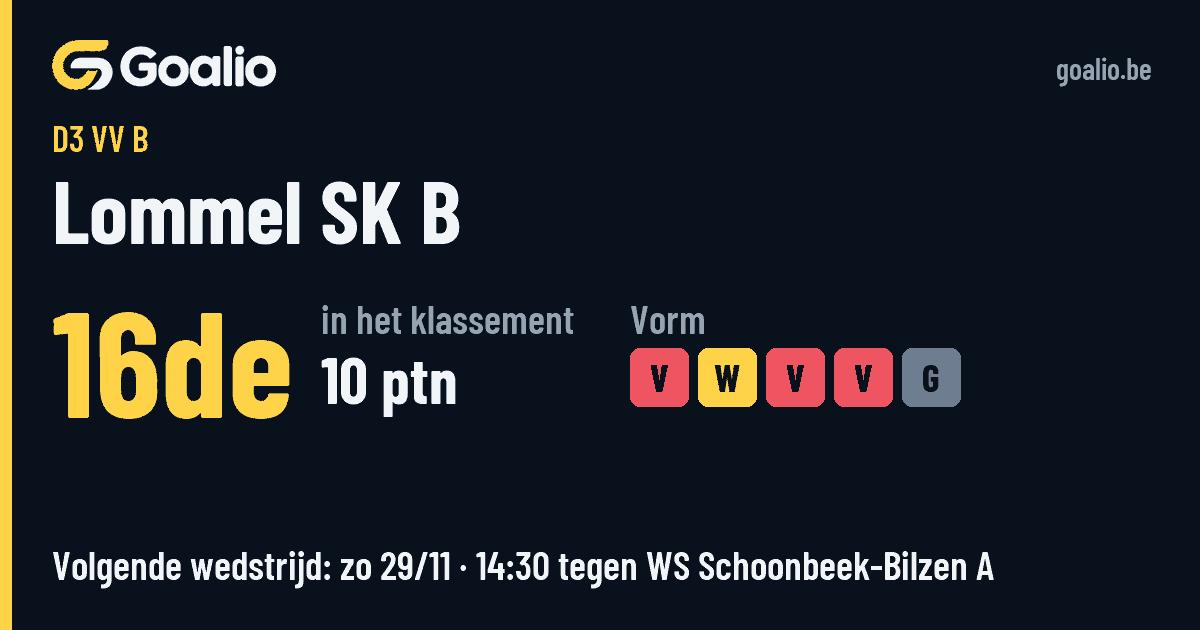 Goalio
goalio.be
D3 VV B
Lommel SK B
16de
in het klassement
10 ptn
Vorm
V W V V G
Volgende wedstrijd: zo 29/11 · 14:30 tegen WS Schoonbeek-Bilzen A